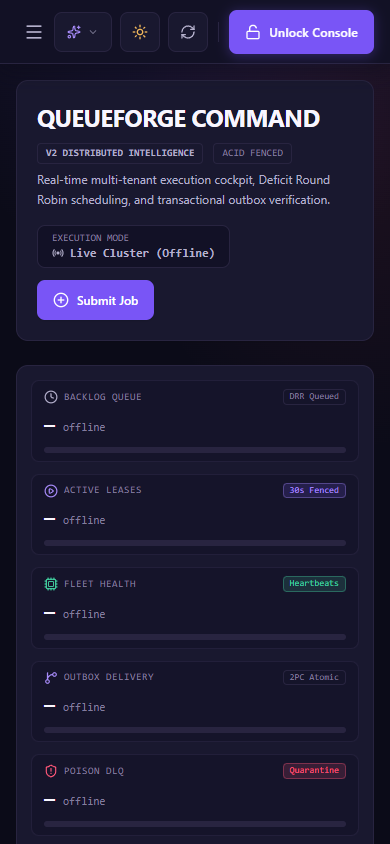 Unlock Console
QUEUEFORGE COMMAND
V2 DISTRIBUTED INTELLIGENCE
ACID FENCED
Real-time multi-tenant execution cockpit, Deficit Round
Robin scheduling, and transactional outbox verification.
EXECUTION MODE
Live Cluster (Offline)
Submit Job
BACKLOG QUEUE
DRR Queued
— offline
ACTIVE LEASES
30s Fenced
— offline
FLEET HEALTH
Heartbeats
— offline
OUTBOX DELIVERY
2PC Atomic
— offline
POISON DLQ
Quarantine
— offline